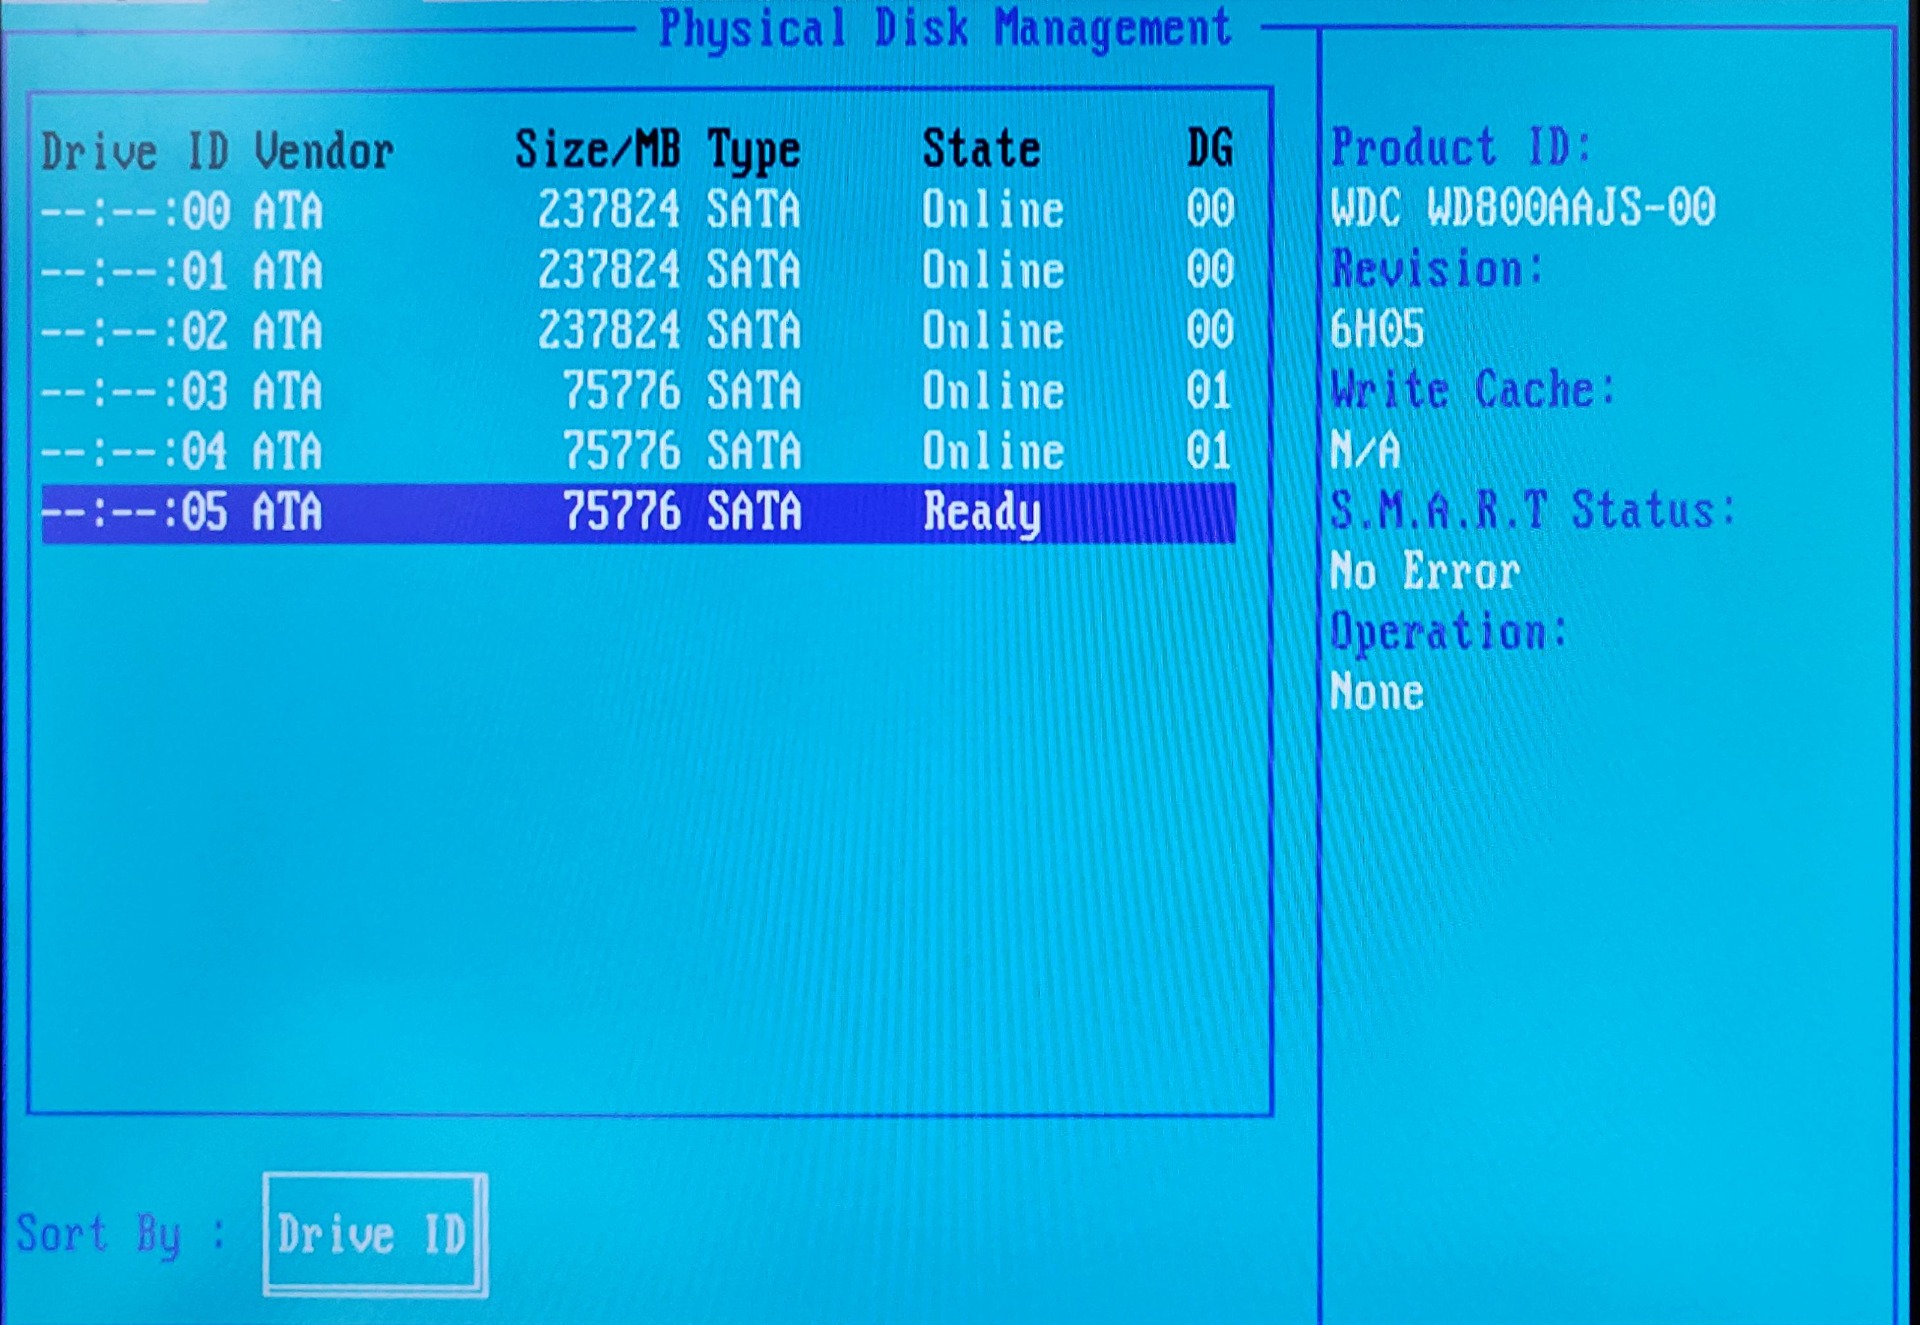 Physical Disk Management
Drive ID Vendor Size/MB Type State DG
--:--:00 ATA 237824 SATA Online 00
--:--:01 ATA 237824 SATA Online 00
--:--:02 ATA 237824 SATA Online 00
--:--:03 ATA 75776 SATA Online 01
--:--:04 ATA 75776 SATA Online 01
--:--:05 ATA 75776 SATA Ready
Sort By : Drive ID
Product ID:
WDC WD800AAJS-00
Revision:
6H05
Write Cache:
N/A
S.M.A.R.T Status:
No Error
Operation:
None